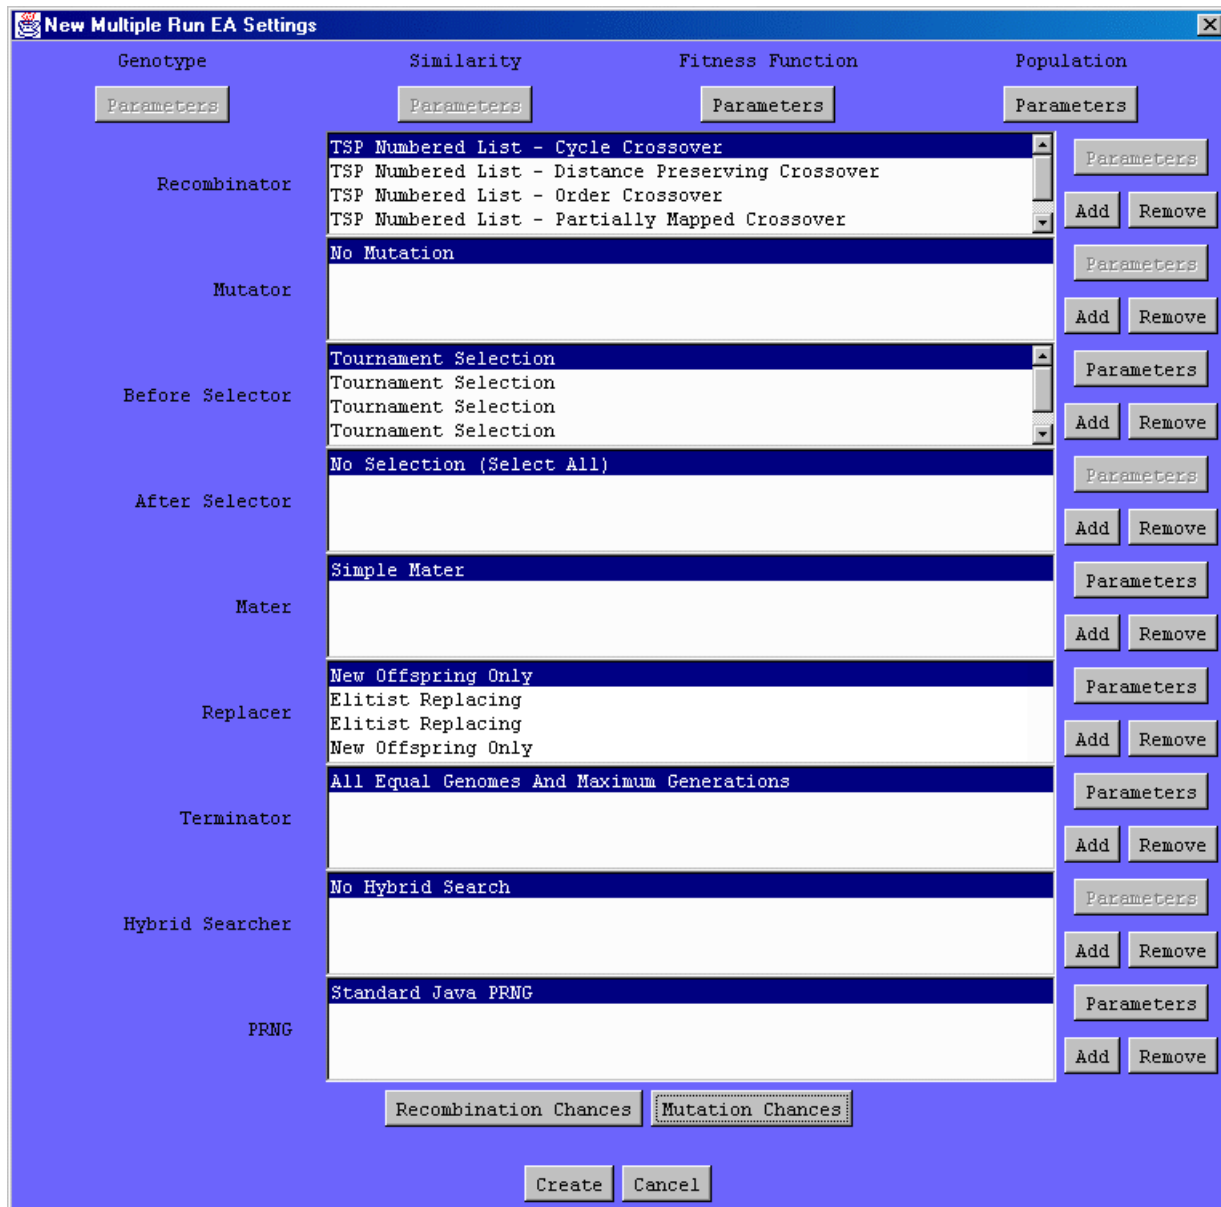 New Multiple Run EA Settings
Genotype Similarity Fitness Function Population
Parameters Parameters Parameters Parameters
Recombinator
TSP Numbered List - Cycle Crossover
TSP Numbered List - Distance Preserving Crossover
TSP Numbered List - Order Crossover
TSP Numbered List - Partially Mapped Crossover
Parameters
Add Remove
Mutator
No Mutation
Parameters
Add Remove
Before Selector
Tournament Selection
Tournament Selection
Tournament Selection
Tournament Selection
Parameters
Add Remove
After Selector
No Selection (Select All)
Parameters
Add Remove
Mater
Simple Mater
Parameters
Add Remove
Replacer
New Offspring Only
Elitist Replacing
Elitist Replacing
New Offspring Only
Parameters
Add Remove
Terminator
All Equal Genomes And Maximum Generations
Parameters
Add Remove
Hybrid Searcher
No Hybrid Search
Parameters
Add Remove
PRNG
Standard Java PRNG
Parameters
Add Remove
Recombination Chances Mutation Chances
Create Cancel